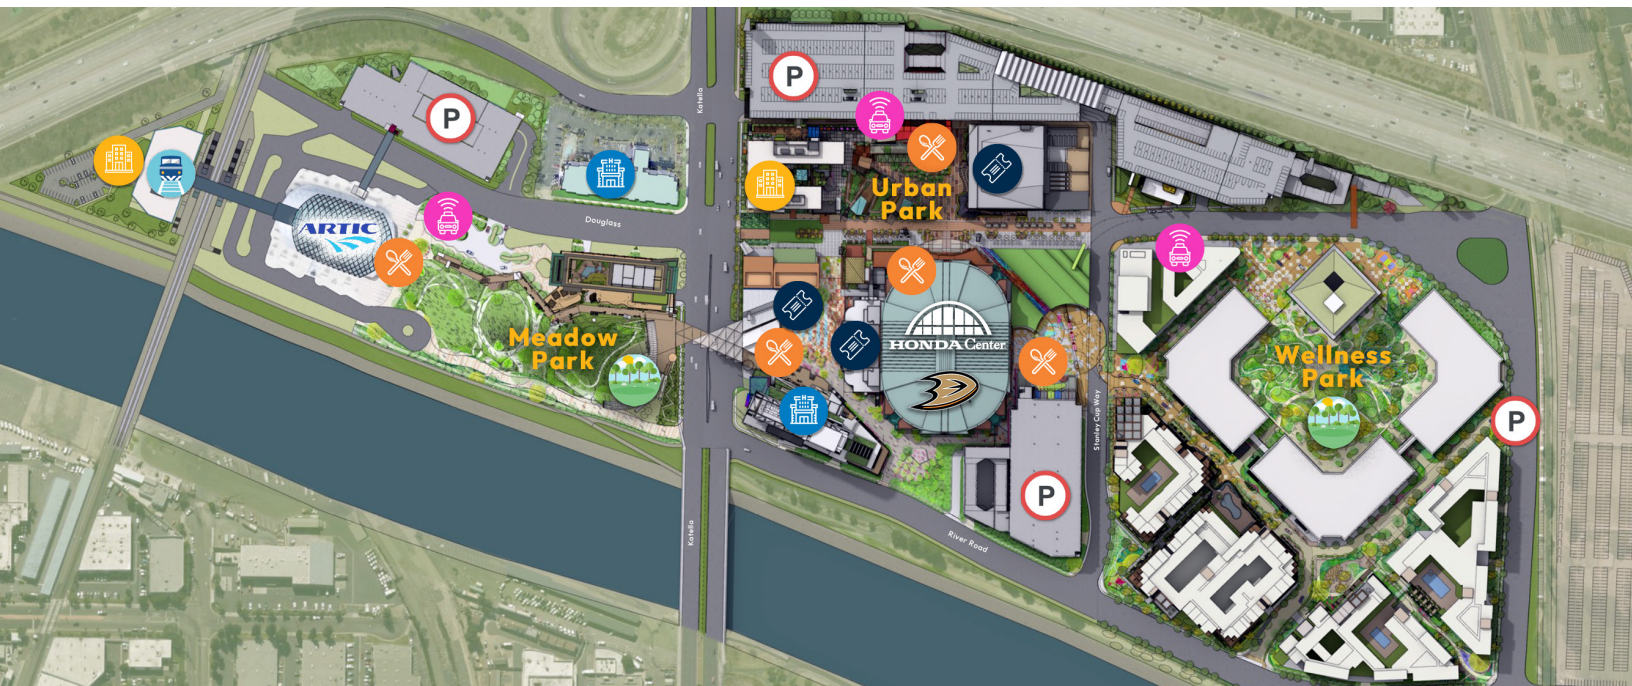 P
P
Katella
Urban
Park
Douglass
ARTIC
HONDA Center
Meadow
Park
Wellness
Park
Stanley Cup Way
P
P
Katella
River Road